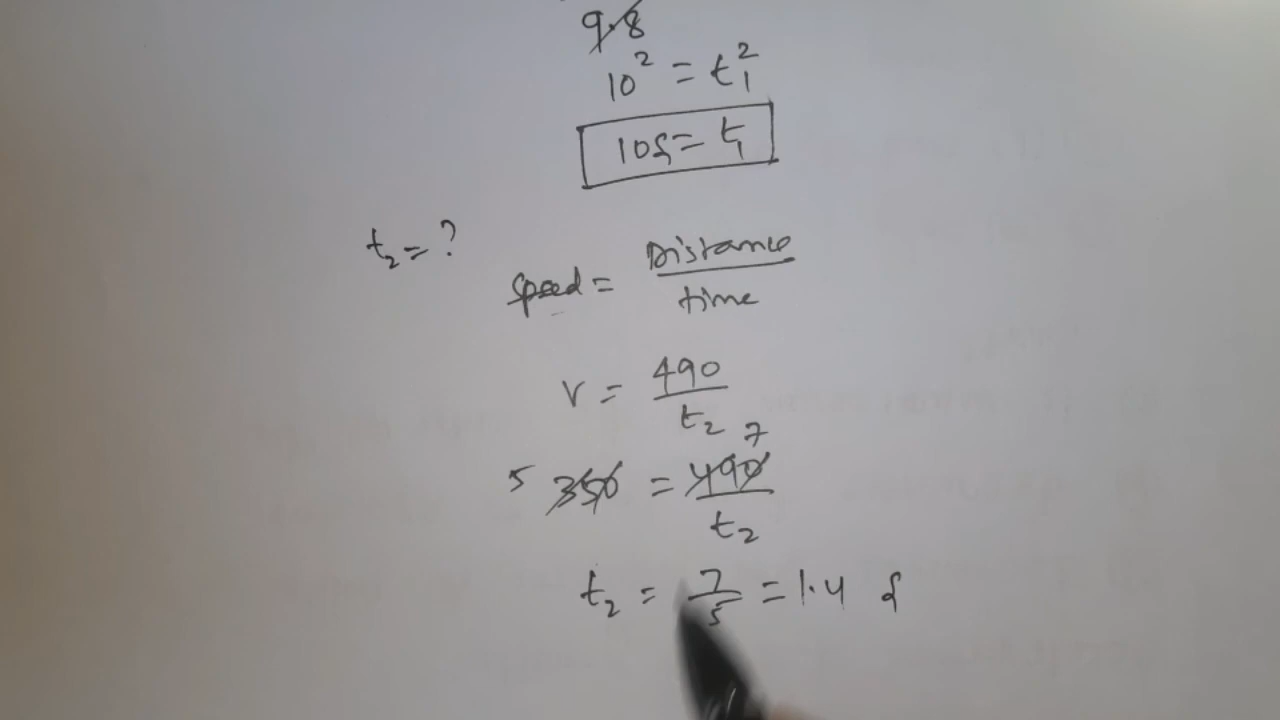 9.8
10² = t₁²
10s = t₁
t₂ = ?
Speed = Distance
time
v = 490
t₂
7
5 350 = 490
t₂
t₂ = 7/5 = 1.4 s